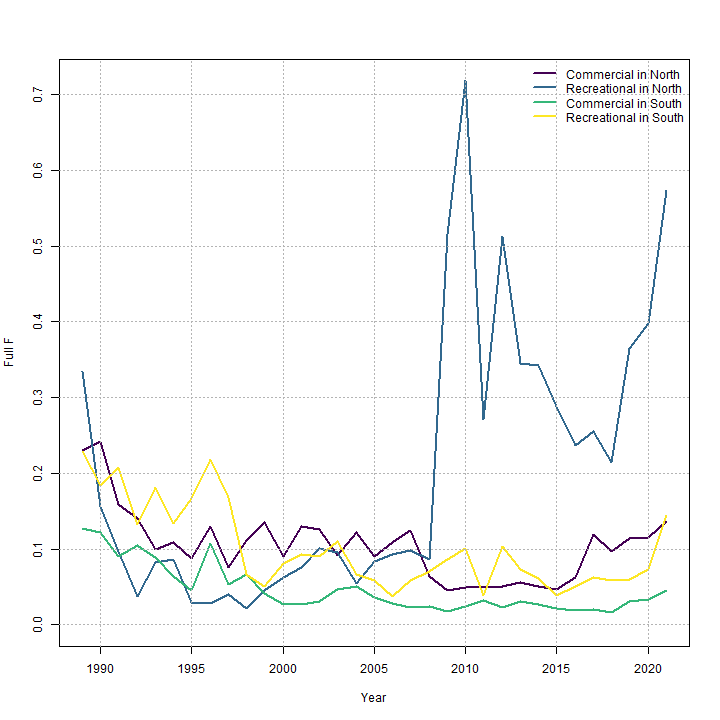 Commercial in North
Recreational in North
Commercial in South
Recreational in South
0.7
0.6
0.5
0.4
0.3
0.2
0.1
0.0
Full F
1990 1995 2000 2005 2010 2015 2020
Year